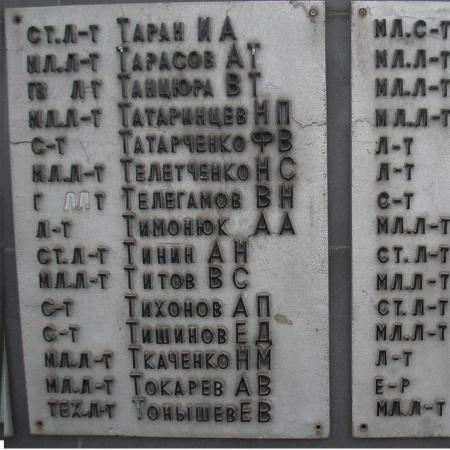 СТ. Л-Т ТАРАН И А
МЛ. Л-Т ТАРАСОВ А Т
ГВ Л-Т ТАНЦЮРА В Т
МЛ. Л-Т ТАТАРИНЦЕВ Н П
С-Т ТАТАРЧЕНКО Ф В
МЛ. Л-Т ТЕЛЕТЧЕНКО Н С
Г Т ТЕЛЕГАМОВ В Н
Л-Т ТИМОНЮК А А
СТ. Л-Т ТИНИН А Н
МЛ. Л-Т ТИТОВ В С
С-Т ТИХОНОВ А П
С-Т ТИШИНОВ Е Д
МЛ. Л-Т ТКАЧЕНКО Н М
МЛ. Л-Т ТОКАРЕВ А В
ТЕХ. Л-Т ТОНЫШЕВ Е В
МЛ. С-Т
МЛ. Л-Т
МЛ. Л-Т
МЛ. Л-Т
Л-Т
Л-Т
С-Т
МЛ. Л-Т
СТ. Л-Т
МЛ. Л-Т
СТ. Л-Т
МЛ. Л-Т
Л-Т
Е-Р
МЛ. Л-Т